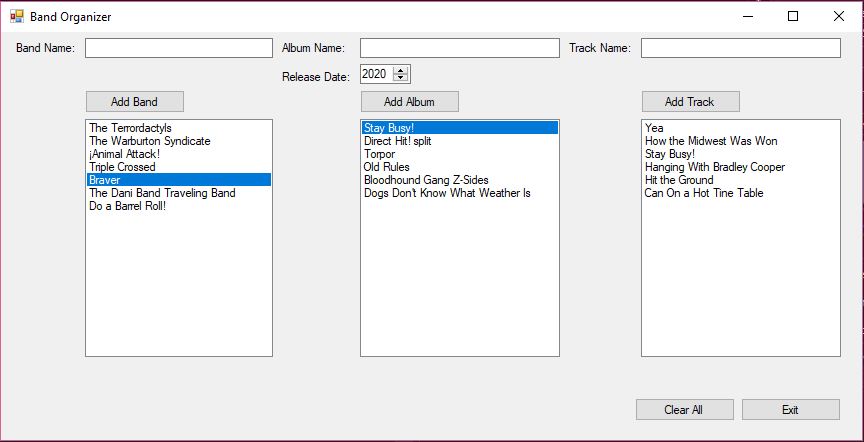 Band Organizer
Band Name:
Album Name:
Track Name:
Release Date: 2020
Add Band
Add Album
Add Track
The Terrordactyls
The Warburton Syndicate
¡Animal Attack!
Triple Crossed
Braver
The Dani Band Traveling Band
Do a Barrel Roll!
Stay Busy!
Direct Hit! split
Torpor
Old Rules
Bloodhound Gang Z-Sides
Dogs Don't Know What Weather Is
Yea
How the Midwest Was Won
Stay Busy!
Hanging With Bradley Cooper
Hit the Ground
Can On a Hot Tine Table
Clear All
Exit